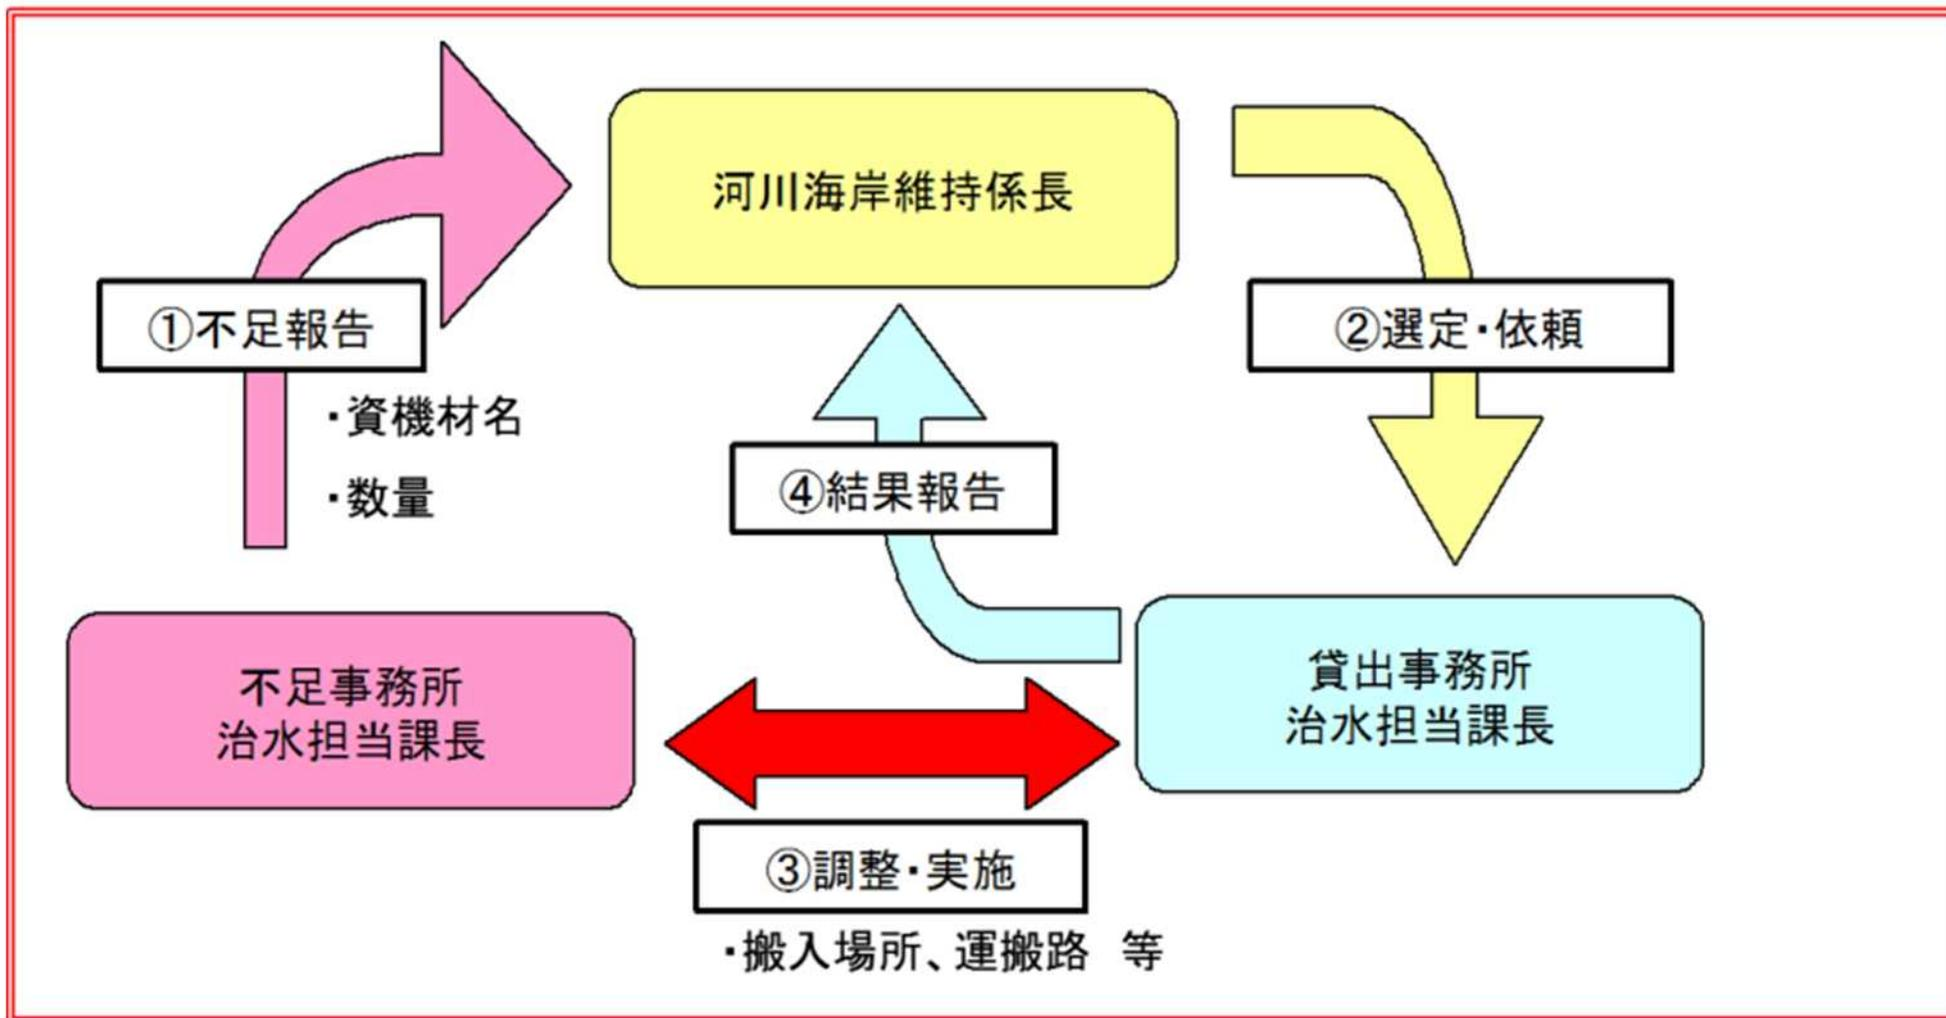 河川海岸維持係長
①不足報告
・資機材名
・数量
②選定・依頼
④結果報告
不足事務所
治水担当課長
貸出事務所
治水担当課長
③調整・実施
・搬入場所、運搬路　等